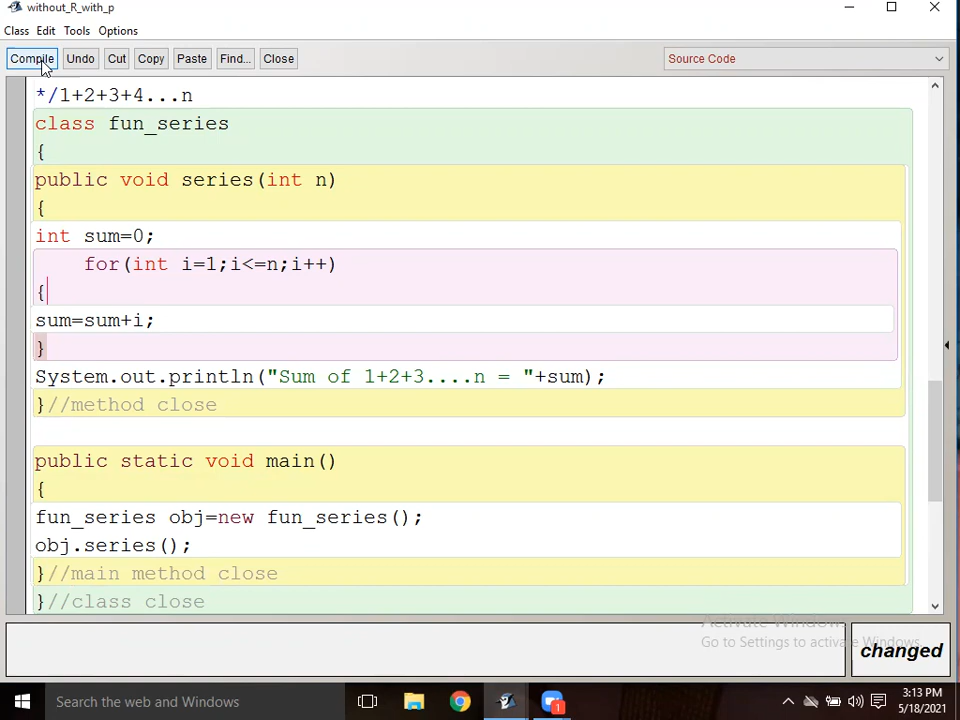 without_R_with_p
Class Edit Tools Options
Compile Undo Cut Copy Paste Find... Close Source Code
*/1+2+3+4...n
class fun_series
{
public void series(int n)
{
int sum=0;
for(int i=1;i<=n;i++)
{
sum=sum+i;
}
System.out.println("Sum of 1+2+3....n = "+sum);
}//method close
public static void main()
{
fun_series obj=new fun_series();
obj.series();
}//main method close
}//class close
Activate Windows
Go to Settings to activate Windows.
changed
Search the web and Windows
1
3:13 PM
5/18/2021